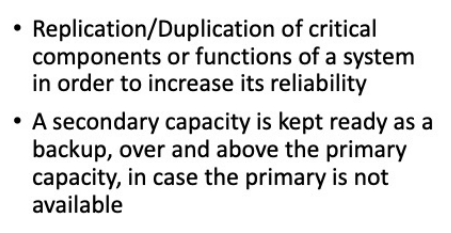 • Replication/Duplication of critical
components or functions of a system
in order to increase its reliability
• A secondary capacity is kept ready as a
backup, over and above the primary
capacity, in case the primary is not
available